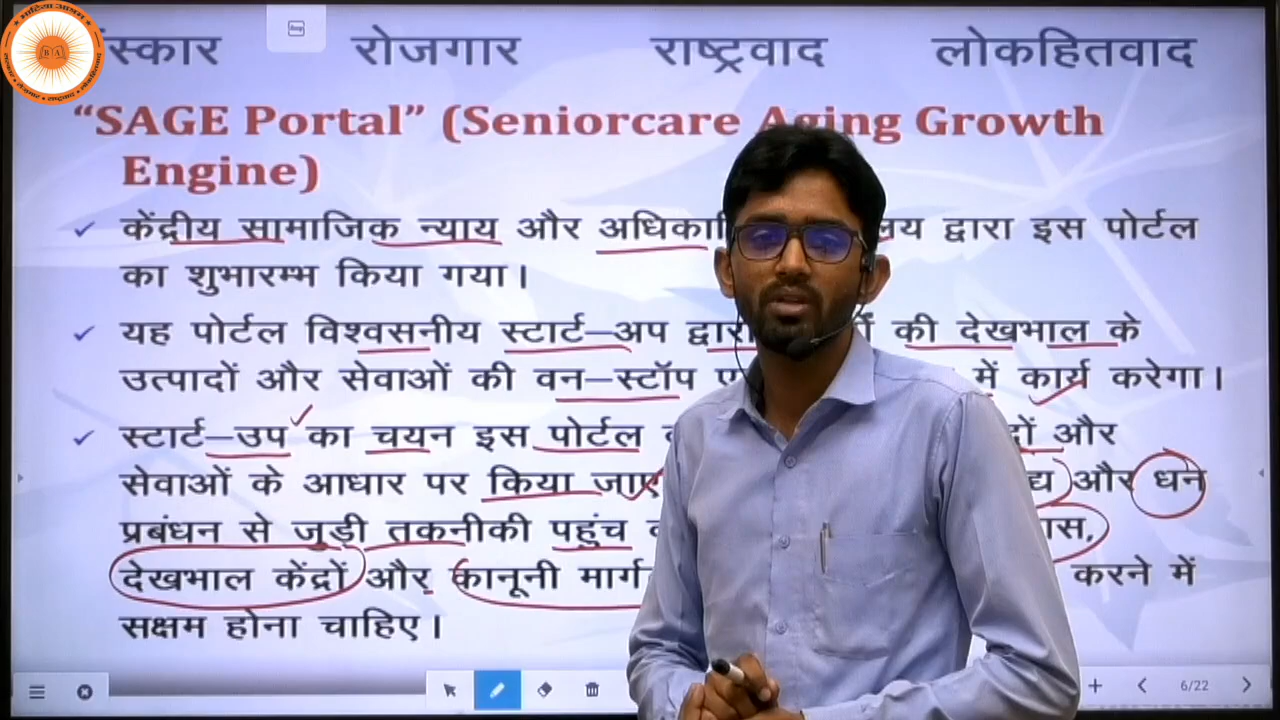 रोजगार राष्ट्रवाद लोकहितवाद
“SAGE Portal” (Seniorcare Aging Growth
Engine)
केंद्रीय सामाजिक न्याय और द्वारा इस पोर्टल
का शुभारम्भ किया गया।
यह पोर्टल विश्वसनीय स्टार्ट–अप द्वारा की देखभाल के
उत्पादों और सेवाओं की वन–स्टॉप में कार्य करेगा।
स्टार्ट–उप का चयन इस पोर्टल और
सेवाओं के आधार पर किया और धन
प्रबंधन से जुड़ी तकनीकी पहुंच
देखभाल केंद्रों और कानूनी करने में
सक्षम होना चाहिए।
6/22